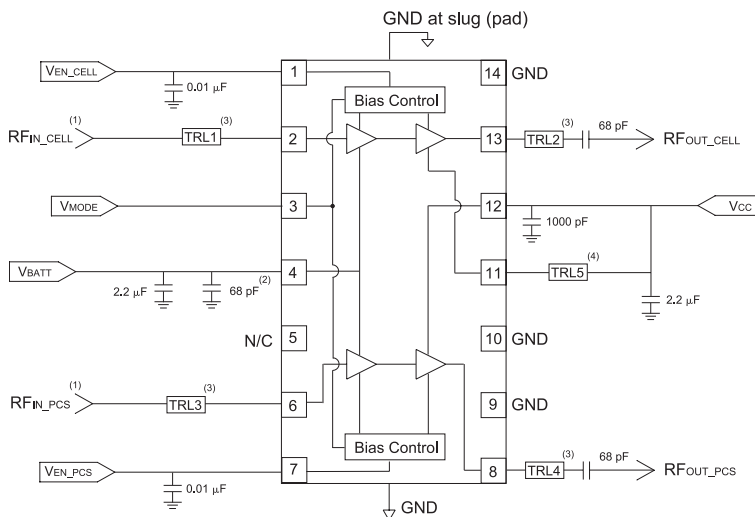 GND at slug (pad)
VEN_CELL
0.01 µF
1
14
GND
Bias Control
RFIN_CELL
(1)
TRL1
(3)
2
13
TRL2
(3)
68 pF
RFOUT_CELL
VMODE
3
12
1000 pF
VCC
VBATT
2.2 µF
68 pF
(2)
4
11
TRL5
(4)
2.2 µF
N/C
5
10
GND
RFIN_PCS
(1)
TRL3
(3)
6
9
GND
Bias Control
VEN_PCS
0.01 µF
7
8
TRL4
(3)
68 pF
RFOUT_PCS
GND